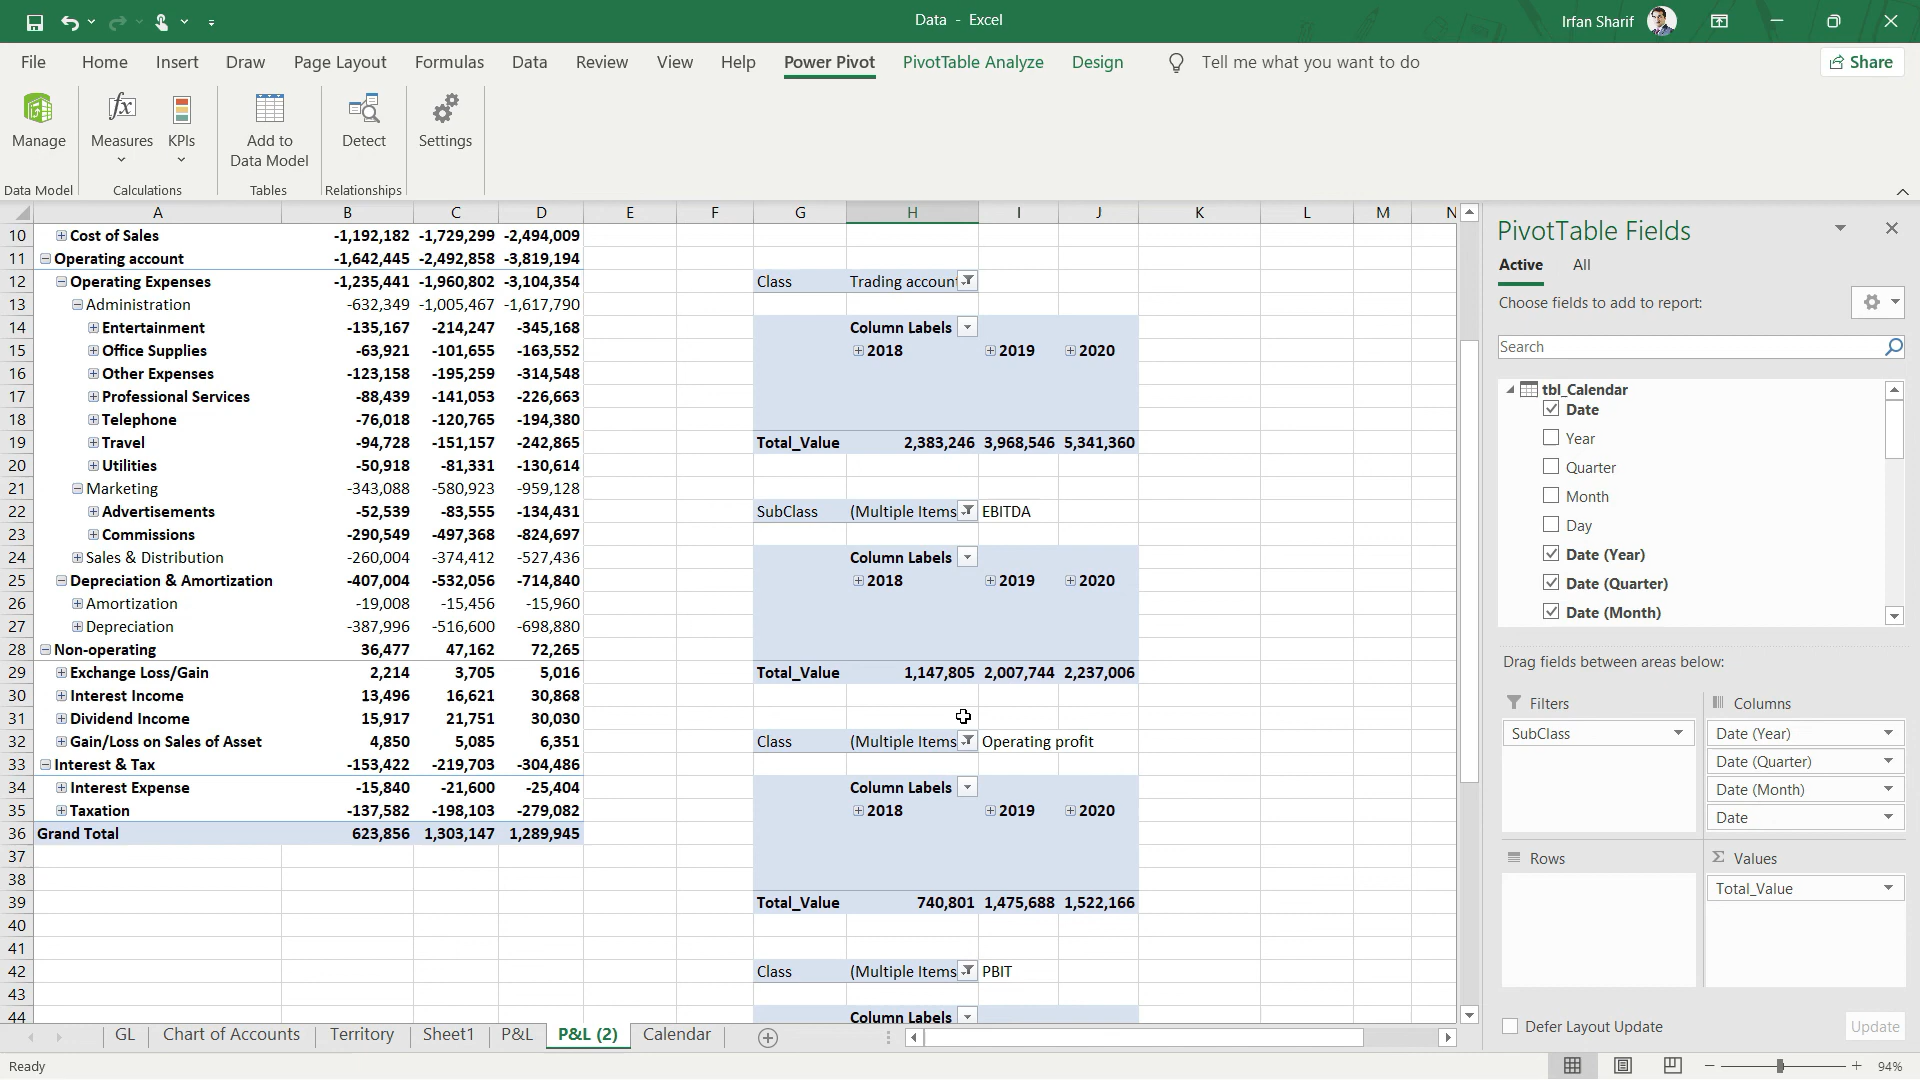 Data - Excel
Irfan Sharif
File Home Insert Draw Page Layout Formulas Data Review View Help Power Pivot PivotTable Analyze Design Tell me what you want to do Share
Manage
Measures
KPIs
Add to
Data Model
Detect
Settings
Data Model Calculations Tables Relationships
A B C D E F G H I J K L M N
10 Cost of Sales -1,192,182 -1,729,299 -2,494,009
11 Operating account -1,642,445 -2,492,858 -3,819,194
12 Operating Expenses -1,235,441 -1,960,802 -3,104,354 Class Trading accoun
13 Administration -632,349 -1,005,467 -1,617,790
14 Entertainment -135,167 -214,247 -345,168 Column Labels
15 Office Supplies -63,921 -101,655 -163,552 2018 2019 2020
16 Other Expenses -123,158 -195,259 -314,548
17 Professional Services -88,439 -141,053 -226,663
18 Telephone -76,018 -120,765 -194,380
19 Travel -94,728 -151,157 -242,865 Total_Value 2,383,246 3,968,546 5,341,360
20 Utilities -50,918 -81,331 -130,614
21 Marketing -343,088 -580,923 -959,128
22 Advertisements -52,539 -83,555 -134,431 SubClass (Multiple Items EBITDA
23 Commissions -290,549 -497,368 -824,697
24 Sales & Distribution -260,004 -374,412 -527,436 Column Labels
25 Depreciation & Amortization -407,004 -532,056 -714,840 2018 2019 2020
26 Amortization -19,008 -15,456 -15,960
27 Depreciation -387,996 -516,600 -698,880
28 Non-operating 36,477 47,162 72,265
29 Exchange Loss/Gain 2,214 3,705 5,016 Total_Value 1,147,805 2,007,744 2,237,006
30 Interest Income 13,496 16,621 30,868
31 Dividend Income 15,917 21,751 30,030
32 Gain/Loss on Sales of Asset 4,850 5,085 6,351 Class (Multiple Items Operating profit
33 Interest & Tax -153,422 -219,703 -304,486
34 Interest Expense -15,840 -21,600 -25,404 Column Labels
35 Taxation -137,582 -198,103 -279,082 2018 2019 2020
36 Grand Total 623,856 1,303,147 1,289,945
37
38
39 Total_Value 740,801 1,475,688 1,522,166
40
41
42 Class (Multiple Items PBIT
43
44 Column Labels
PivotTable Fields
Active All
Choose fields to add to report:
Search
tbl_Calendar
Date
Year
Quarter
Month
Day
Date (Year)
Date (Quarter)
Date (Month)
Drag fields between areas below:
Filters
SubClass
Columns
Date (Year)
Date (Quarter)
Date (Month)
Date
Rows
Σ Values
Total_Value
Defer Layout Update Update
GL Chart of Accounts Territory Sheet1 P&L P&L (2) Calendar
Ready
94%